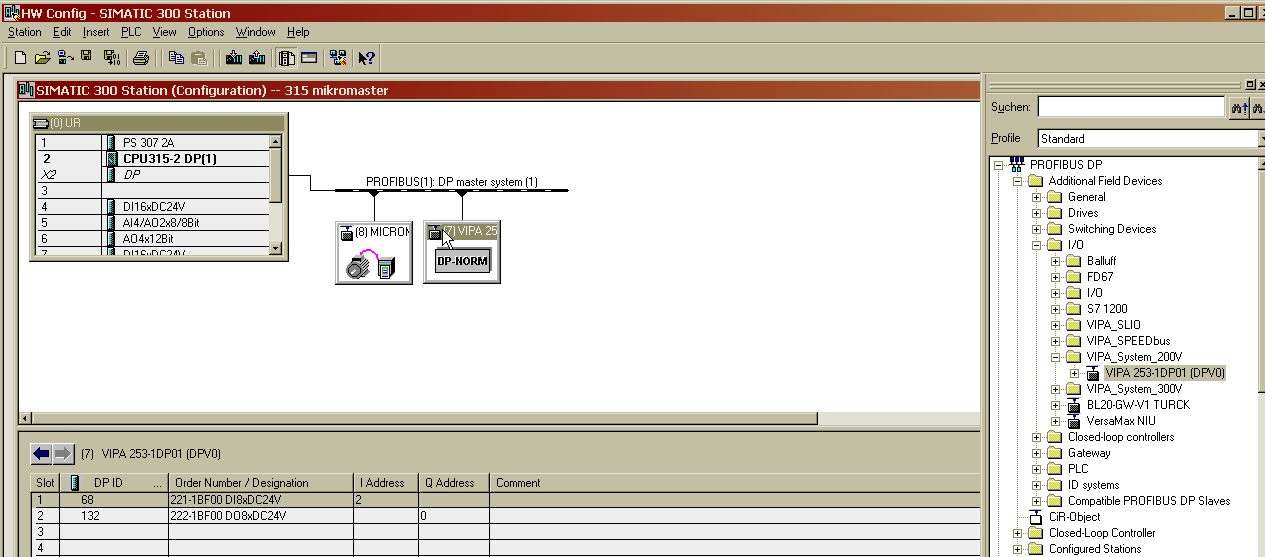 HW Config - SIMATIC 300 Station
Station Edit Insert PLC View Options Window Help
SIMATIC 300 Station (Configuration) -- 315 mikromaster
(0) UR
1 PS 307 2A
2 CPU315-2 DP(1)
X2 DP
3
4 DI16xDC24V
5 AI4/AO2x8/8Bit
6 AO4x12Bit
7 DI16xDC24V
PROFIBUS(1): DP master system (1)
(8) MICROM
(7) VIPA 25
DP-NORM
Suchen:
Profile Standard
PROFIBUS DP
Additional Field Devices
General
Drives
Switching Devices
I/O
Balluff
FD67
I/O
S7 1200
VIPA_SLIO
VIPA_SPEEDbus
VIPA_System_200V
VIPA 253-1DP01 (DPV0)
VIPA_System_300V
BL20-GW-V1 TURCK
VersaMax NIU
Closed-loop controllers
Gateway
PLC
ID systems
Compatible PROFIBUS DP Slaves
CiR-Object
Closed-Loop Controller
Configured Stations
(7) VIPA 253-1DP01 (DPV0)
Slot DP ID ... Order Number / Designation I Address Q Address Comment
1 68 221-1BF00 DI8xDC24V 2
2 132 222-1BF00 DO8xDC24V 0
3
4